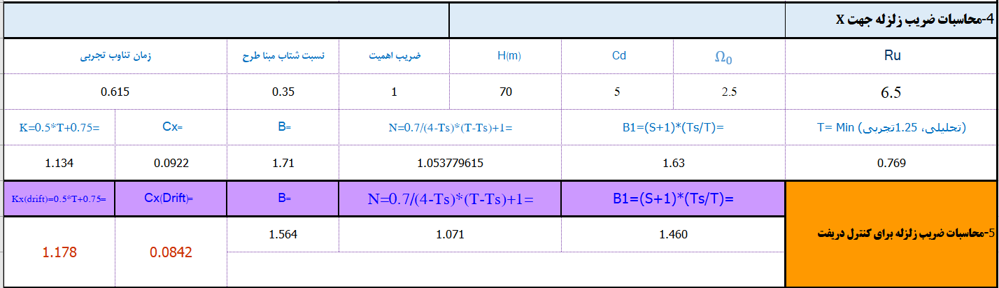 4-محاسبات ضریب زلزله جهت X
Ru
Ω0
Cd
H(m)
ضریب اهمیت
نسبت شتاب مبنا طرح
زمان تناوب تجربی
6.5
2.5
5
70
1
0.35
0.615
T= Min (تحلیلی، 1.25تجربی)
B1=(S+1)*(Ts/T)=
N=0.7/(4-Ts)*(T-Ts)+1=
B=
Cx=
K=0.5*T+0.75=
0.769
1.63
1.053779615
1.71
0.0922
1.134
5-محاسبات ضریب زلزله برای کنترل دریفت
B1=(S+1)*(Ts/T)=
N=0.7/(4-Ts)*(T-Ts)+1=
B=
Cx(Drift)=
Kx(drift)=0.5*T+0.75=
1.460
1.071
1.564
0.0842
1.178